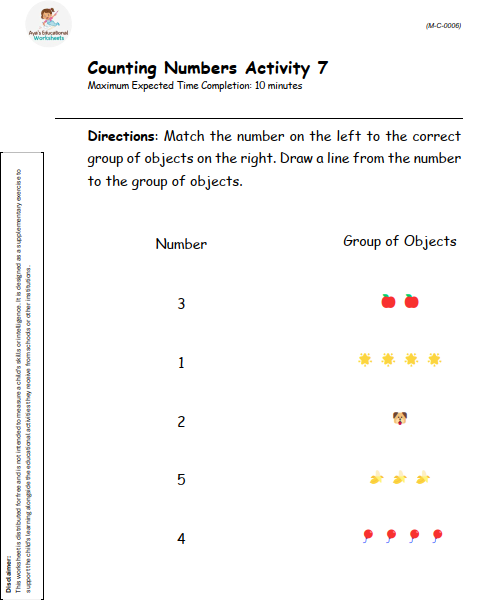 Aya's Educational
Worksheets
(M-C-0006)
Counting Numbers Activity 7
Maximum Expected Time Completion: 10 minutes
Directions: Match the number on the left to the correct
group of objects on the right. Draw a line from the number
to the group of objects.
Number
Group of Objects
3
1
2
5
4
Disclaimer:
This worksheet is distributed for free and is not intended to measure a child's skills or intelligence. It is designed as a supplementary exercise to
support the child's learning alongside the educational activities they receive from schools or other institutions.